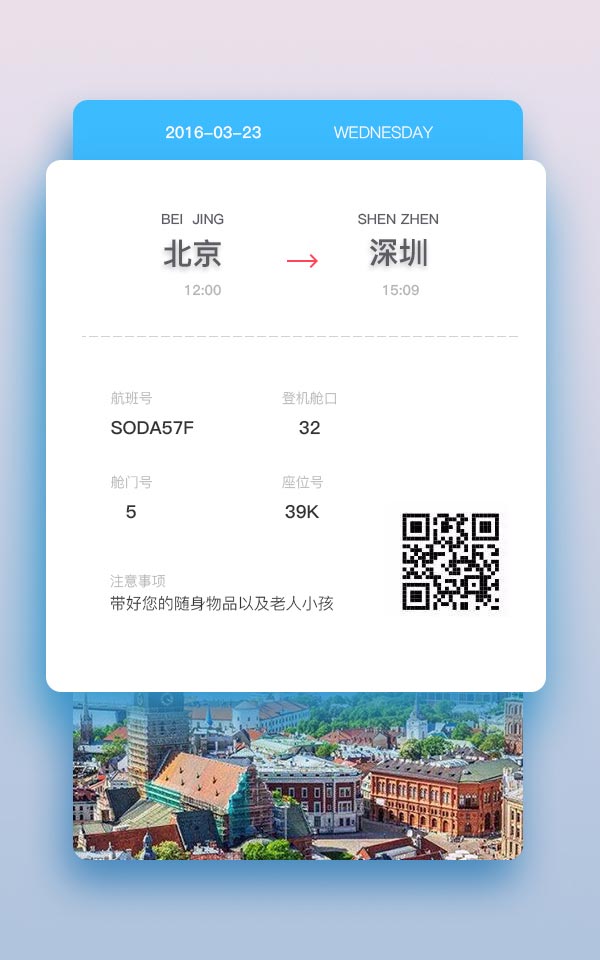 2016-03-23 WEDNESDAY
BEI JING SHEN ZHEN
北京 深圳
12:00 15:09
航班号 登机舱口
SODA57F 32
舱门号 座位号
5 39K
注意事项
带好您的随身物品以及老人小孩